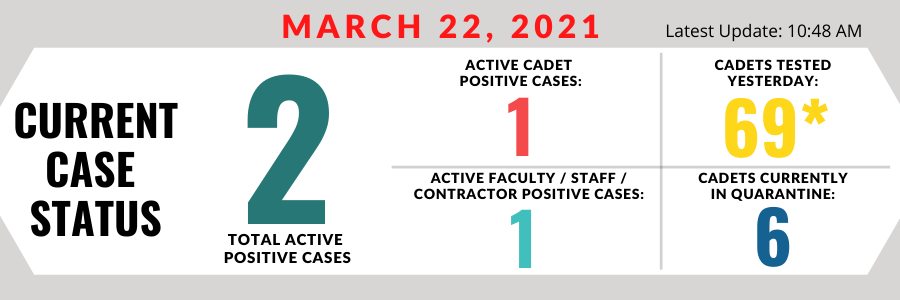 MARCH 22, 2021
Latest Update: 10:48 AM
CURRENT
CASE
STATUS
2
TOTAL ACTIVE
POSITIVE CASES
ACTIVE CADET
POSITIVE CASES:
1
CADETS TESTED
YESTERDAY:
69*
ACTIVE FACULTY / STAFF /
CONTRACTOR POSITIVE CASES:
1
CADETS CURRENTLY
IN QUARANTINE:
6